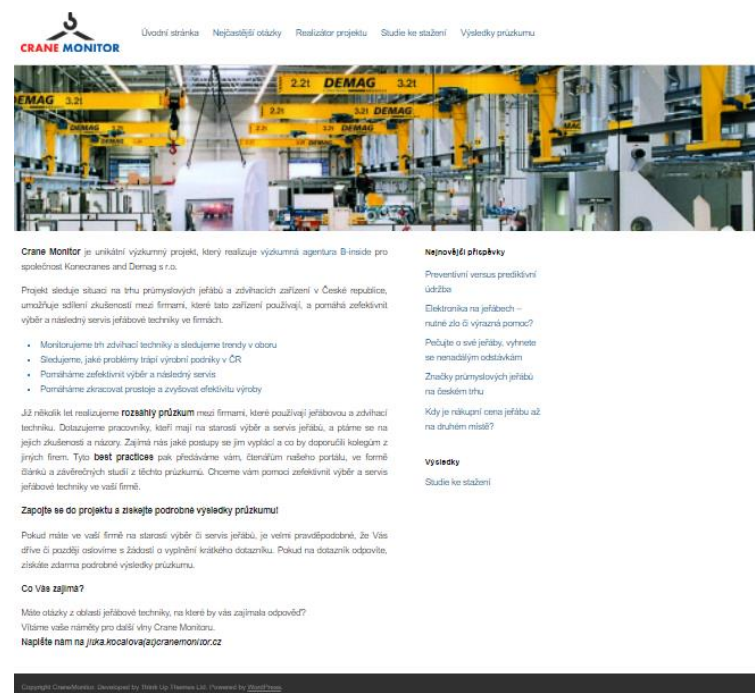 CRANE MONITOR
Úvodní stránka Nejčastější otázky Realizátor projektu Studie ke stažení Výsledky průzkumu
2.2t DEMAG 3.2t
EMAG 3.2t
3.2t DEMAG
DEMAG
2.2t 3.2t DEMAG
MAG
Crane Monitor je unikátní výzkumný projekt, který realizuje výzkumná agentura B-inside pro
společnost Konecranes and Demag s r.o.
Projekt sleduje situaci na trhu průmyslových jeřábů a zdvihacích zařízení v České republice,
umožňuje sdílení zkušeností mezi firmami, které tato zařízení používají, a pomáhá zefektivnit
výběr a následný servis jeřábové techniky ve firmách.
• Monitorujeme trh zdvihací techniky a sledujeme trendy v oboru
• Sledujeme, jaké problémy trápí výrobní podniky v ČR
• Pomáháme zefektivnit výběr a následný servis
• Pomáháme zkracovat prostoje a zvyšovat efektivitu výroby
Již několik let realizujeme rozsáhlý průzkum mezi firmami, které používají jeřábovou a zdvihací
techniku. Dotazujeme pracovníky, kteří mají na starosti výběr a servis jeřábů, a ptáme se na
jejich zkušenosti a názory. Zajímá nás jaké postupy se jim vyplácí a co by doporučili kolegům z
jiných firem. Tyto best practices pak předáváme vám, čtenářům našeho portálu, ve formě
článků a závěrečných studií z těchto průzkumů. Chceme vám pomoci zefektivnit výběr a servis
jeřábové techniky ve vaší firmě.
Zapojte se do projektu a získejte podrobné výsledky průzkumu!
Pokud máte ve vaší firmě na starosti výběr či servis jeřábů, je velmi pravděpodobné, že Vás
dříve či později oslovíme s žádostí o vyplnění krátkého dotazníku. Pokud na dotazník odpovíte,
získáte zdarma podrobné výsledky průzkumu.
Co Vás zajímá?
Máte otázky z oblasti jeřábové techniky, na které by vás zajímala odpověď?
Vítáme vaše náměty pro další vlny Crane Monitoru.
Napište nám na jitka.kocalova(at)cranemonitor.cz
Nejnovější příspěvky
Preventivní versus prediktivní
údržba
Elektronika na jeřábech –
nutné zlo či výrazná pomoc?
Pečujte o své jeřáby, vyhnete
se nenadálým odstávkám
Značky průmyslových jeřábů
na českém trhu
Kdy je nákupní cena jeřábu až
na druhém místě?
Výsledky
Studie ke stažení
Copyright CraneMonitor. Developed by Think Up Themes Ltd. Powered by WordPress.